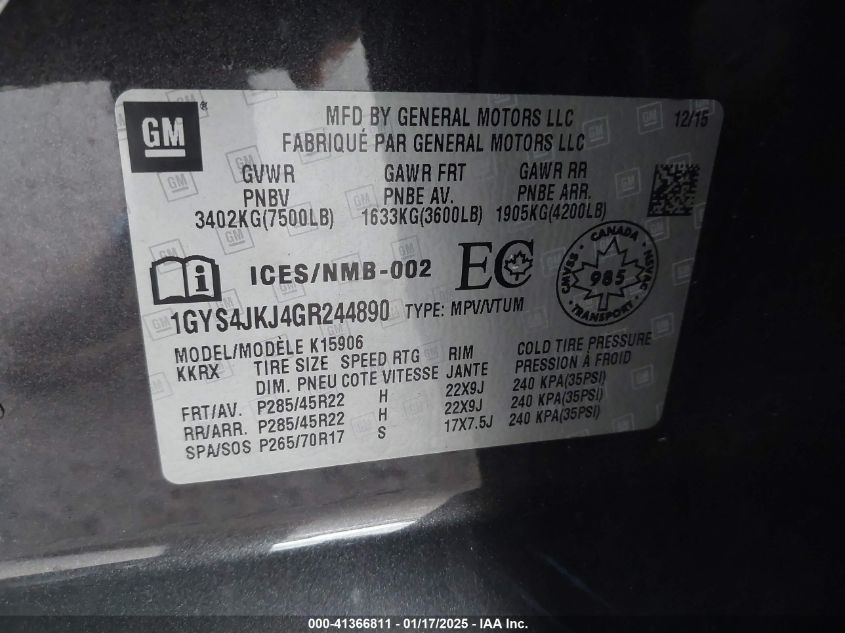 GM ®
MFD BY GENERAL MOTORS LLC 12/15
FABRIQUÉ PAR GENERAL MOTORS LLC
GVWR GAWR FRT GAWR RR
PNBV PNBE AV. PNBE ARR.
3402KG(7500LB) 1633KG(3600LB) 1905KG(4200LB)
i ICES/NMB-002 EC
CANADA
CMVSS NSVAC
985
TRANSPORT
1GYS4JKJ4GR244890 TYPE: MPV/VTUM
MODEL/MODÈLE K15906
KKRX TIRE SIZE SPEED RTG RIM COLD TIRE PRESSURE
DIM. PNEU COTE VITESSE JANTE PRESSION À FROID
FRT/AV. P285/45R22 H 22X9J 240 KPA(35PSI)
RR/ARR. P285/45R22 H 22X9J 240 KPA(35PSI)
SPA/SOS P265/70R17 S 17X7.5J 240 KPA(35PSI)
000-41366811 - 01/17/2025 - IAA Inc.